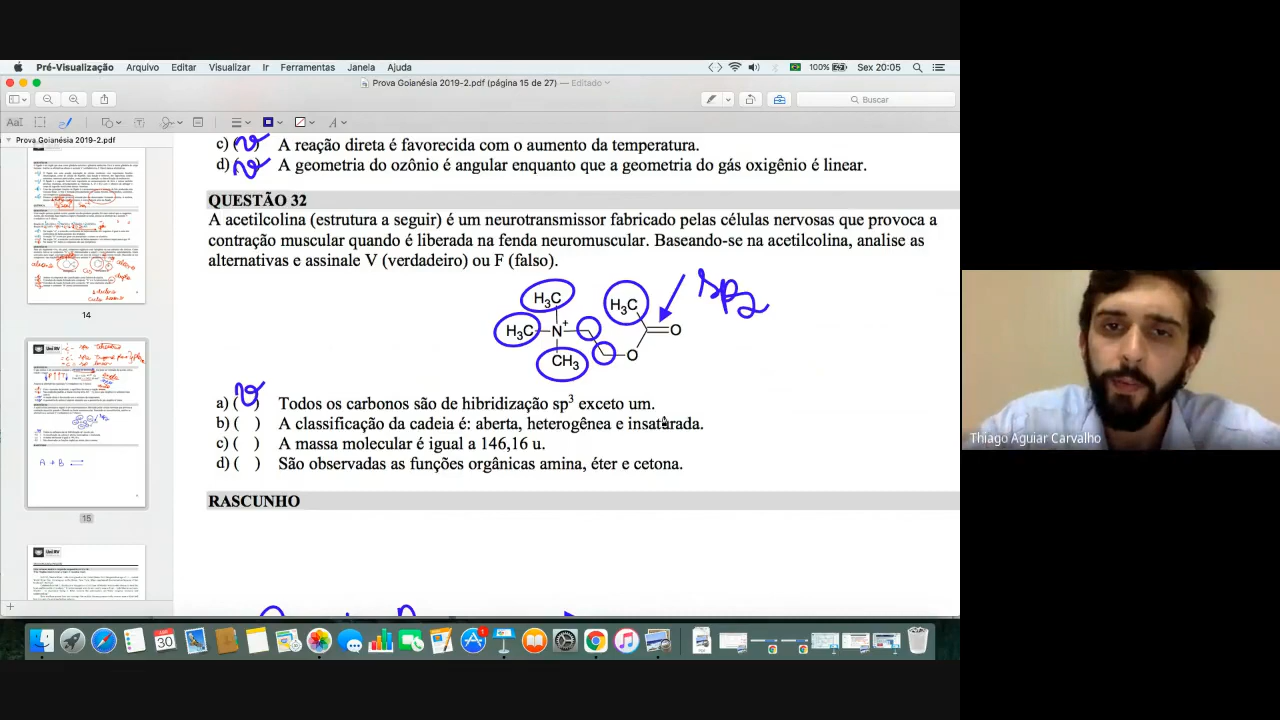 Pré-Visualização Arquivo Editar Visualizar Ir Ferramentas Janela Ajuda 100% Sex 20:05
Prova Goianésia 2019-2.pdf (página 15 de 27) — Editado
Buscar
Prova Goianésia 2019-2.pdf
c) (v) A reação direta é favorecida com o aumento da temperatura.
d) (v) A geometria do ozônio é angular, ao passo que a geometria do gás oxigênio é linear.
QUESTÃO 32
A acetilcolina (estrutura a seguir) é um neurotransmissor fabricado pelas células nervosas que provoca a
contração muscular quando é liberada na junção neuromuscular. Baseando-se na acetilcolina, analise as
alternativas e assinale V (verdadeiro) ou F (falso).
sp2
H3C H3C
H3C N+ O
CH3 O
a) (v) Todos os carbonos são de hibridização sp³ exceto um.
b) ( ) A classificação da cadeia é: aberta, heterogênea e insaturada.
c) ( ) A massa molecular é igual a 146,16 u.
d) ( ) São observadas as funções orgânicas amina, éter e cetona.
RASCUNHO
14
A + B
15
Thiago Aguiar Carvalho